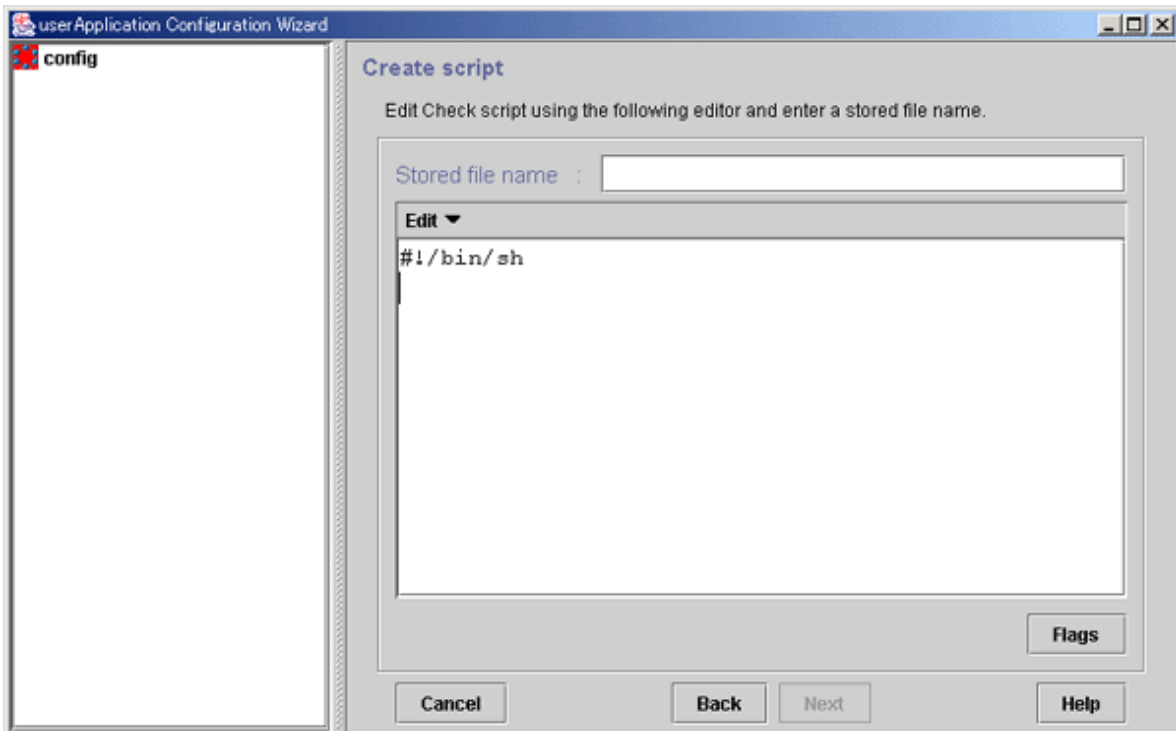 userApplication Configuration Wizard
config
Create script
Edit Check script using the following editor and enter a stored file name.
Stored file name :
Edit
#!/bin/sh
Flags
Cancel Back Next Help